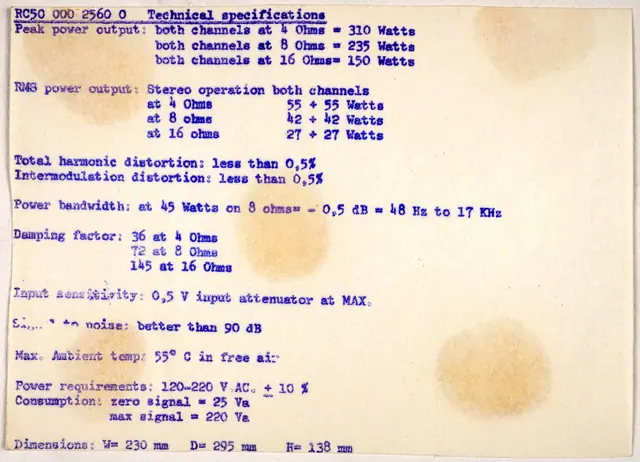 RC50 000 2560 0 Technical specifications
Peak power output: both channels at 4 Ohms = 310 Watts
both channels at 8 Ohms = 235 Watts
both channels at 16 Ohms= 150 Watts
RMS power output: Stereo operation both channels
at 4 Ohms 55 + 55 Watts
at 8 ohms 42 + 42 Watts
at 16 ohms 27 + 27 Watts
Total harmonic distortion: less than 0,5%
Intermodulation distortion: less than 0,5%
Power bandwidth: at 45 Watts on 8 ohms= - 0,5 dB = 48 Hz to 17 KHz
Damping factor: 36 at 4 Ohms
72 at 8 Ohms
145 at 16 Ohms
Input sensitivity: 0,5 V input attenuator at MAX.
Signal to noise: better than 90 dB
Max. Ambient temp: 55° C in free air
Power requirements: 120-220 V.AC. ± 10 %
Consumption: zero signal = 25 Va
max signal = 220 Va
Dimensions: W= 230 mm D= 295 mm H= 138 mm